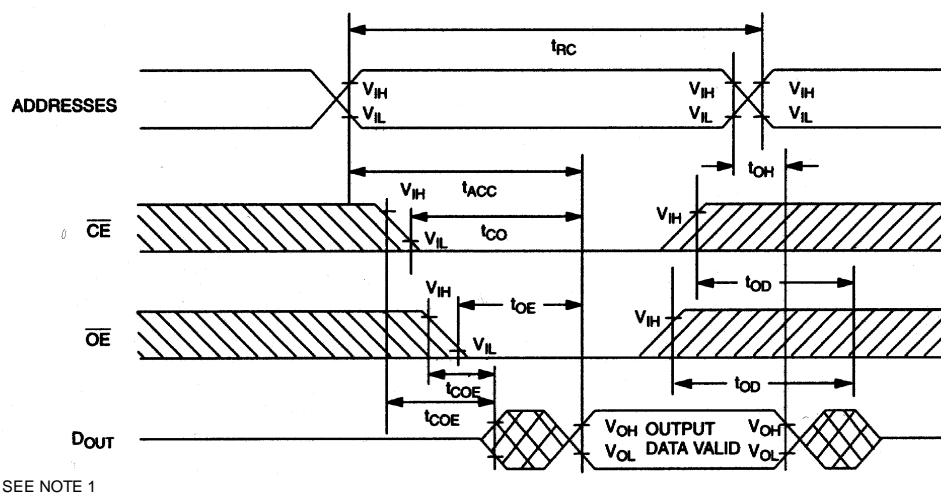 tRC
ADDRESSES
VIH VIH VIH
VIL VIL VIL
tOH
tACC
VIH VIH
CE tCO
VIL
tOD
VIH
tOE
OE VIH
VIL
tCOE tOD
tCOE
DOUT VOH OUTPUT VOH
VOL DATA VALID VOL
SEE NOTE 1